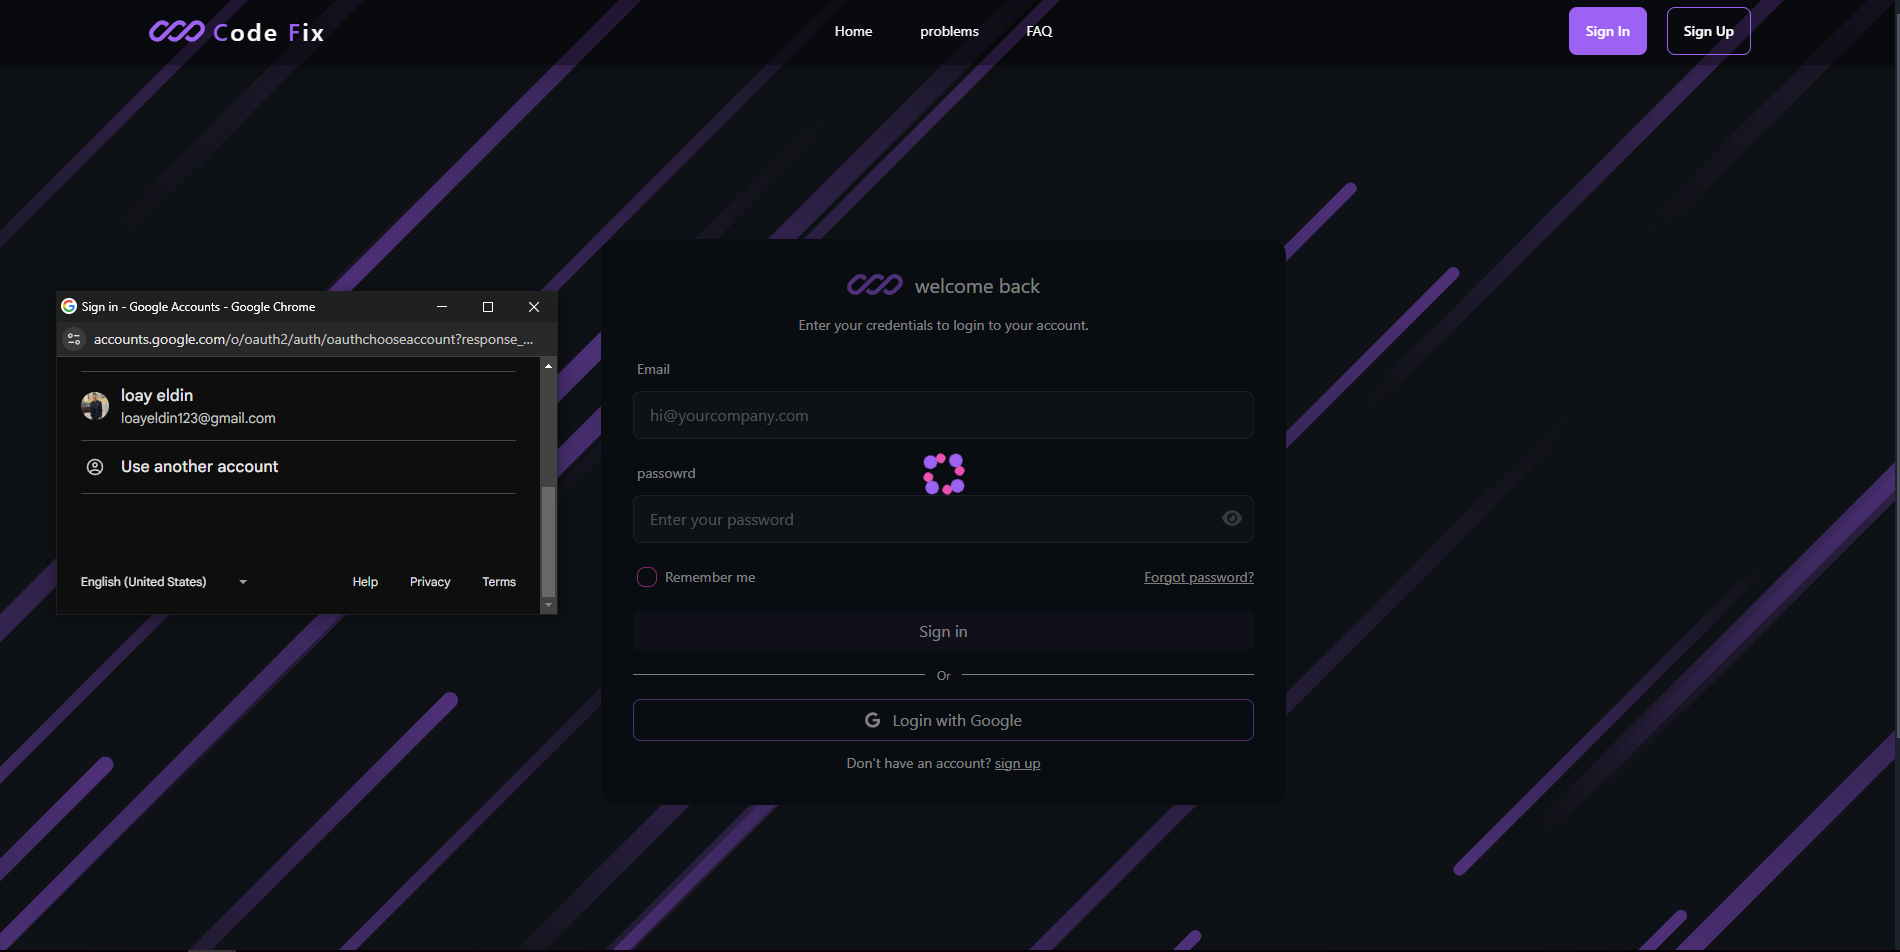 Code Fix
Home
problems
FAQ
Sign In
Sign Up
Sign in - Google Accounts - Google Chrome
accounts.google.com/o/oauth2/auth/oauthchooseaccount?response_...
loay eldin
loayeldin123@gmail.com
Use another account
English (United States)
Help
Privacy
Terms
welcome back
Enter your credentials to login to your account.
Email
hi@yourcompany.com
passowrd
Enter your password
Remember me
Forgot password?
Sign in
Or
Login with Google
Don't have an account? sign up